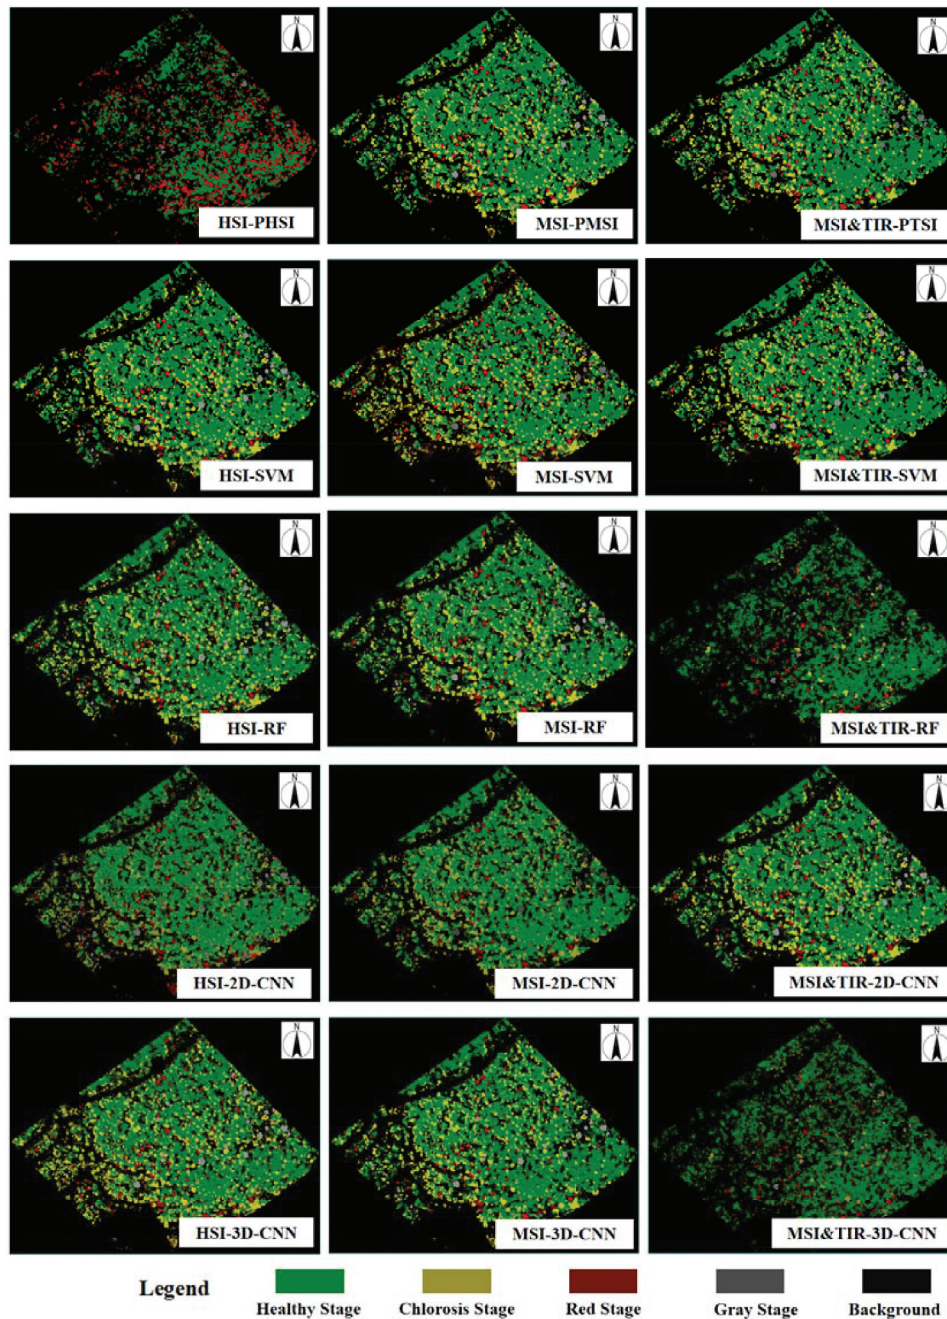 N
N
N
HSI-PHSI
MSI-PMSI
MSI&TIR-PTSI
N
N
N
HSI-SVM
MSI-SVM
MSI&TIR-SVM
N
N
N
HSI-RF
MSI-RF
MSI&TIR-RF
N
N
N
HSI-2D-CNN
MSI-2D-CNN
MSI&TIR-2D-CNN
N
N
N
HSI-3D-CNN
MSI-3D-CNN
MSI&TIR-3D-CNN
Legend
Healthy Stage
Chlorosis Stage
Red Stage
Gray Stage
Background